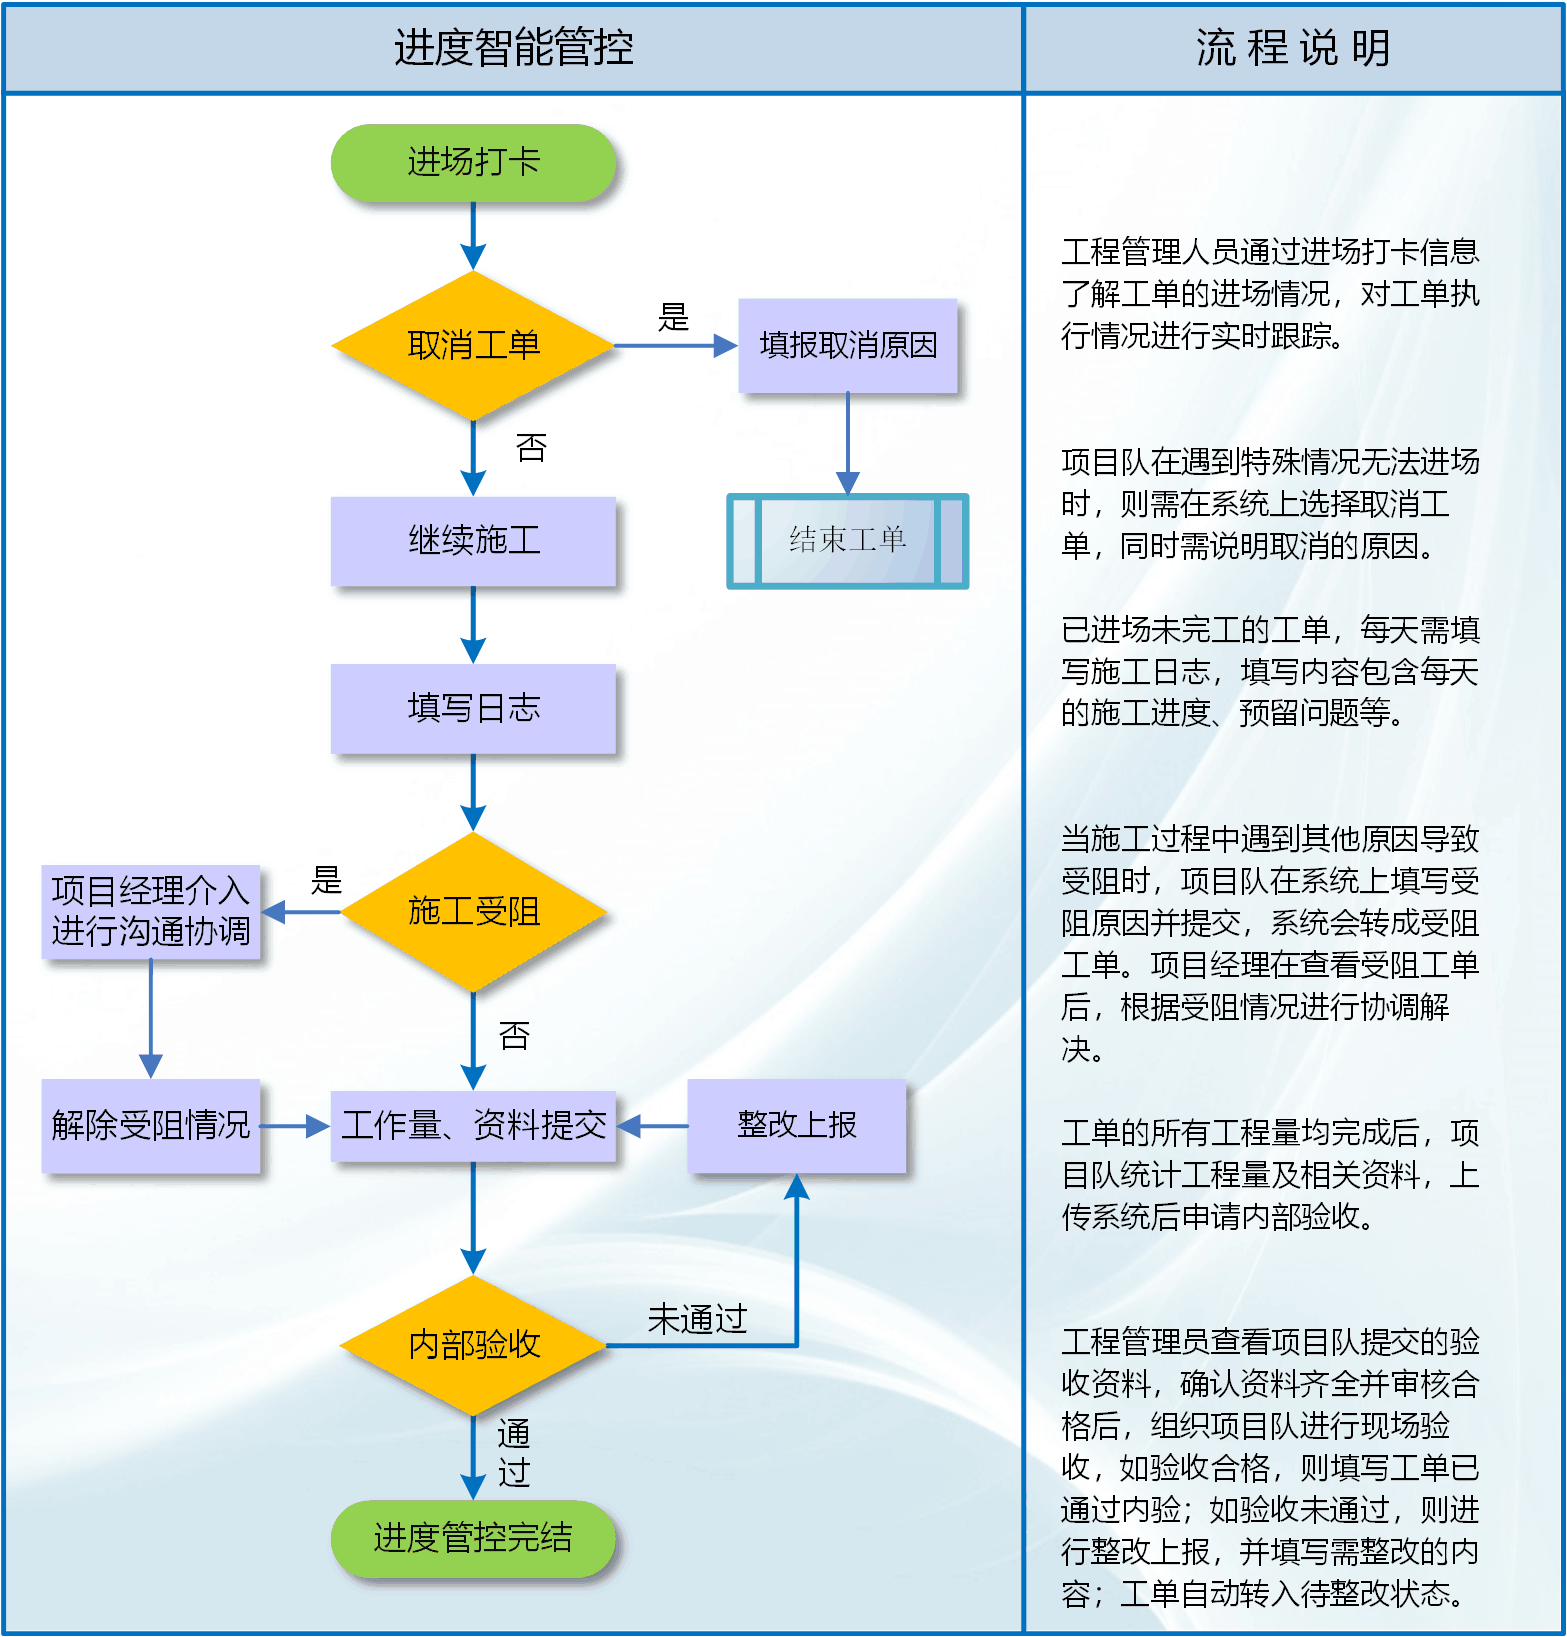 进度智能管控
流程说明
进场打卡
取消工单
是
填报取消原因
否
结束工单
继续施工
填写日志
施工受阻
是
项目经理介入
进行沟通协调
否
解除受阻情况
工作量、资料提交
整改上报
内部验收
未通过
通
过
进度管控完结
工程管理人员通过进场打卡信息
了解工单的进场情况，对工单执
行情况进行实时跟踪。
项目队在遇到特殊情况无法进场
时，则需在系统上选择取消工
单，同时需说明取消的原因。
已进场未完工的工单，每天需填
写施工日志，填写内容包含每天
的施工进度、预留问题等。
当施工过程中遇到其他原因导致
受阻时，项目队在系统上填写受
阻原因并提交，系统会转成受阻
工单。项目经理在查看受阻工单
后，根据受阻情况进行协调解
决。
工单的所有工程量均完成后，项
目队统计工程量及相关资料，上
传系统后申请内部验收。
工程管理员查看项目队提交的验
收资料，确认资料齐全并审核合
格后，组织项目队进行现场验
收，如验收合格，则填写工单已
通过内验；如验收未通过，则进
行整改上报，并填写需整改的内
容；工单自动转入待整改状态。